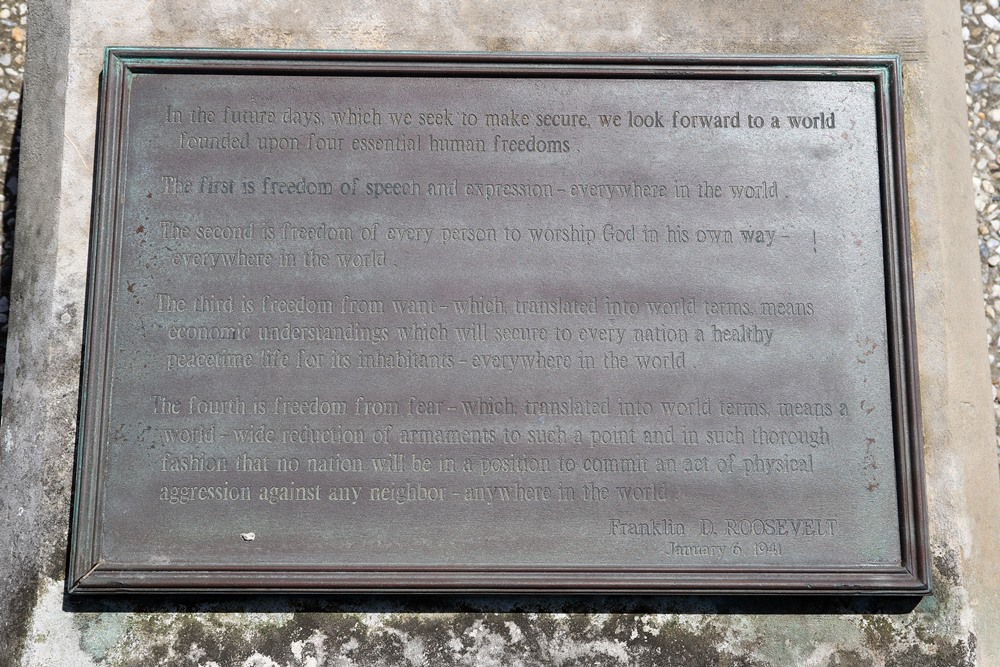 In the future days, which we seek to make secure, we look forward to a world
founded upon four essential human freedoms.
The first is freedom of speech and expression – everywhere in the world.
The second is freedom of every person to worship God in his own way –
everywhere in the world.
The third is freedom from want – which, translated into world terms, means
economic understandings which will secure to every nation a healthy
peacetime life for its inhabitants – everywhere in the world.
The fourth is freedom from fear – which, translated into world terms, means a
world – wide reduction of armaments to such a point and in such thorough
fashion that no nation will be in a position to commit an act of physical
aggression against any neighbor – anywhere in the world.
Franklin D. ROOSEVELT
January 6, 1941